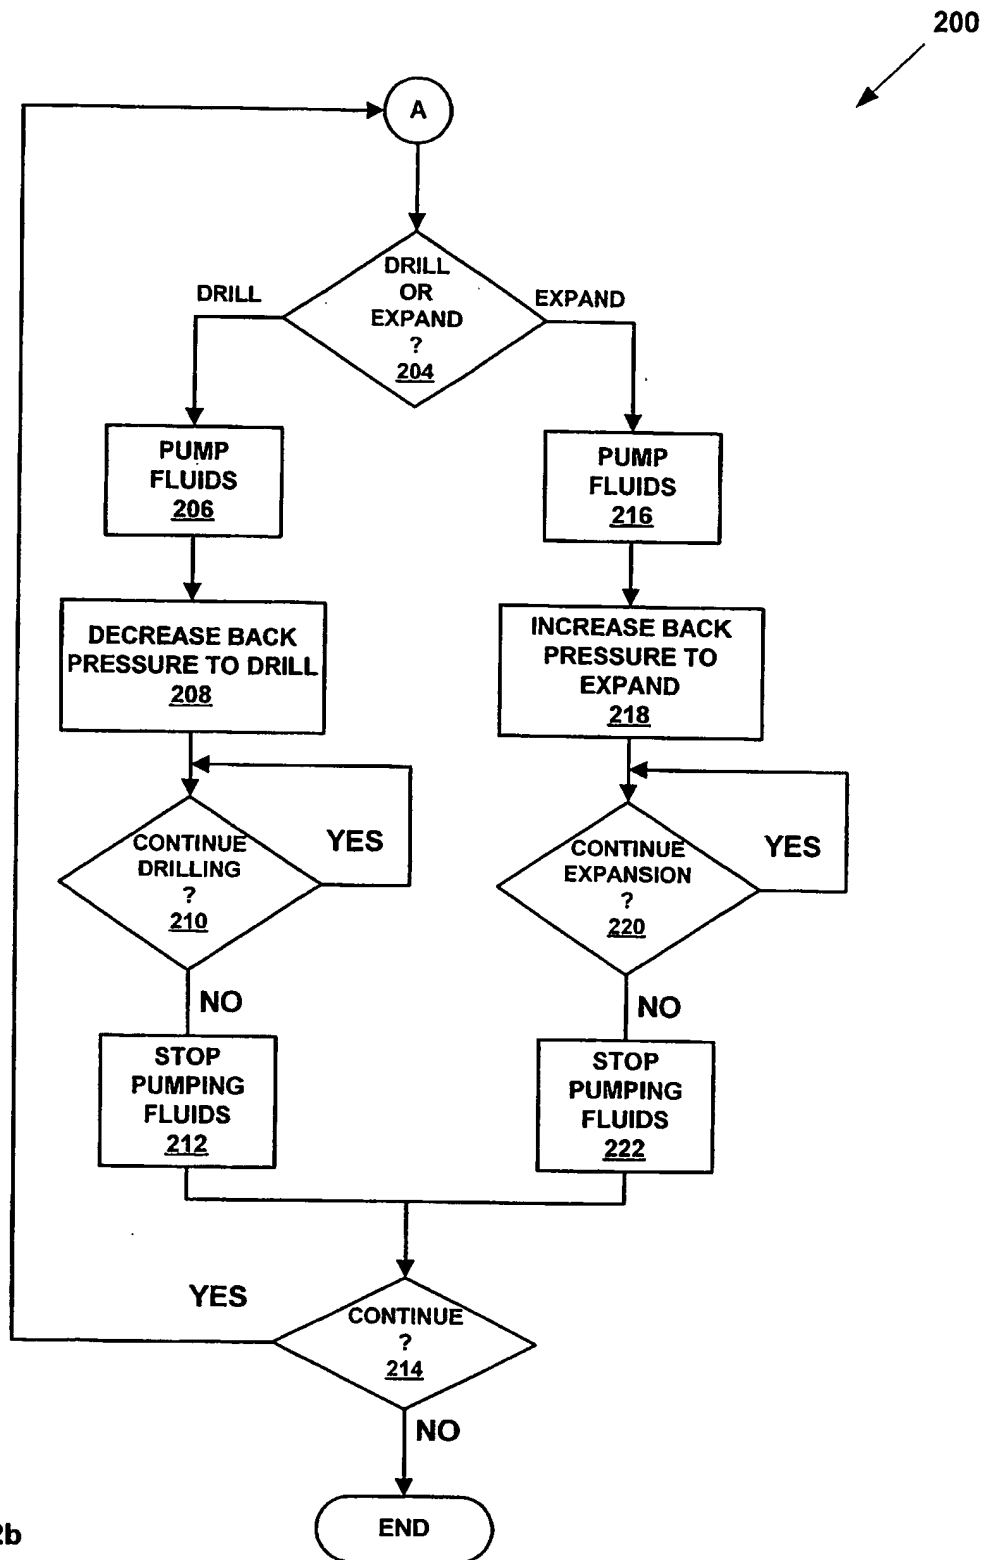 200
A
DRILL
OR
EXPAND
?
204
DRILL
EXPAND
PUMP
FLUIDS
206
PUMP
FLUIDS
216
DECREASE BACK
PRESSURE TO DRILL
208
INCREASE BACK
PRESSURE TO
EXPAND
218
CONTINUE
DRILLING
?
210
YES
CONTINUE
EXPANSION
?
220
YES
NO
NO
STOP
PUMPING
FLUIDS
212
STOP
PUMPING
FLUIDS
222
YES
CONTINUE
?
214
NO
END
2b